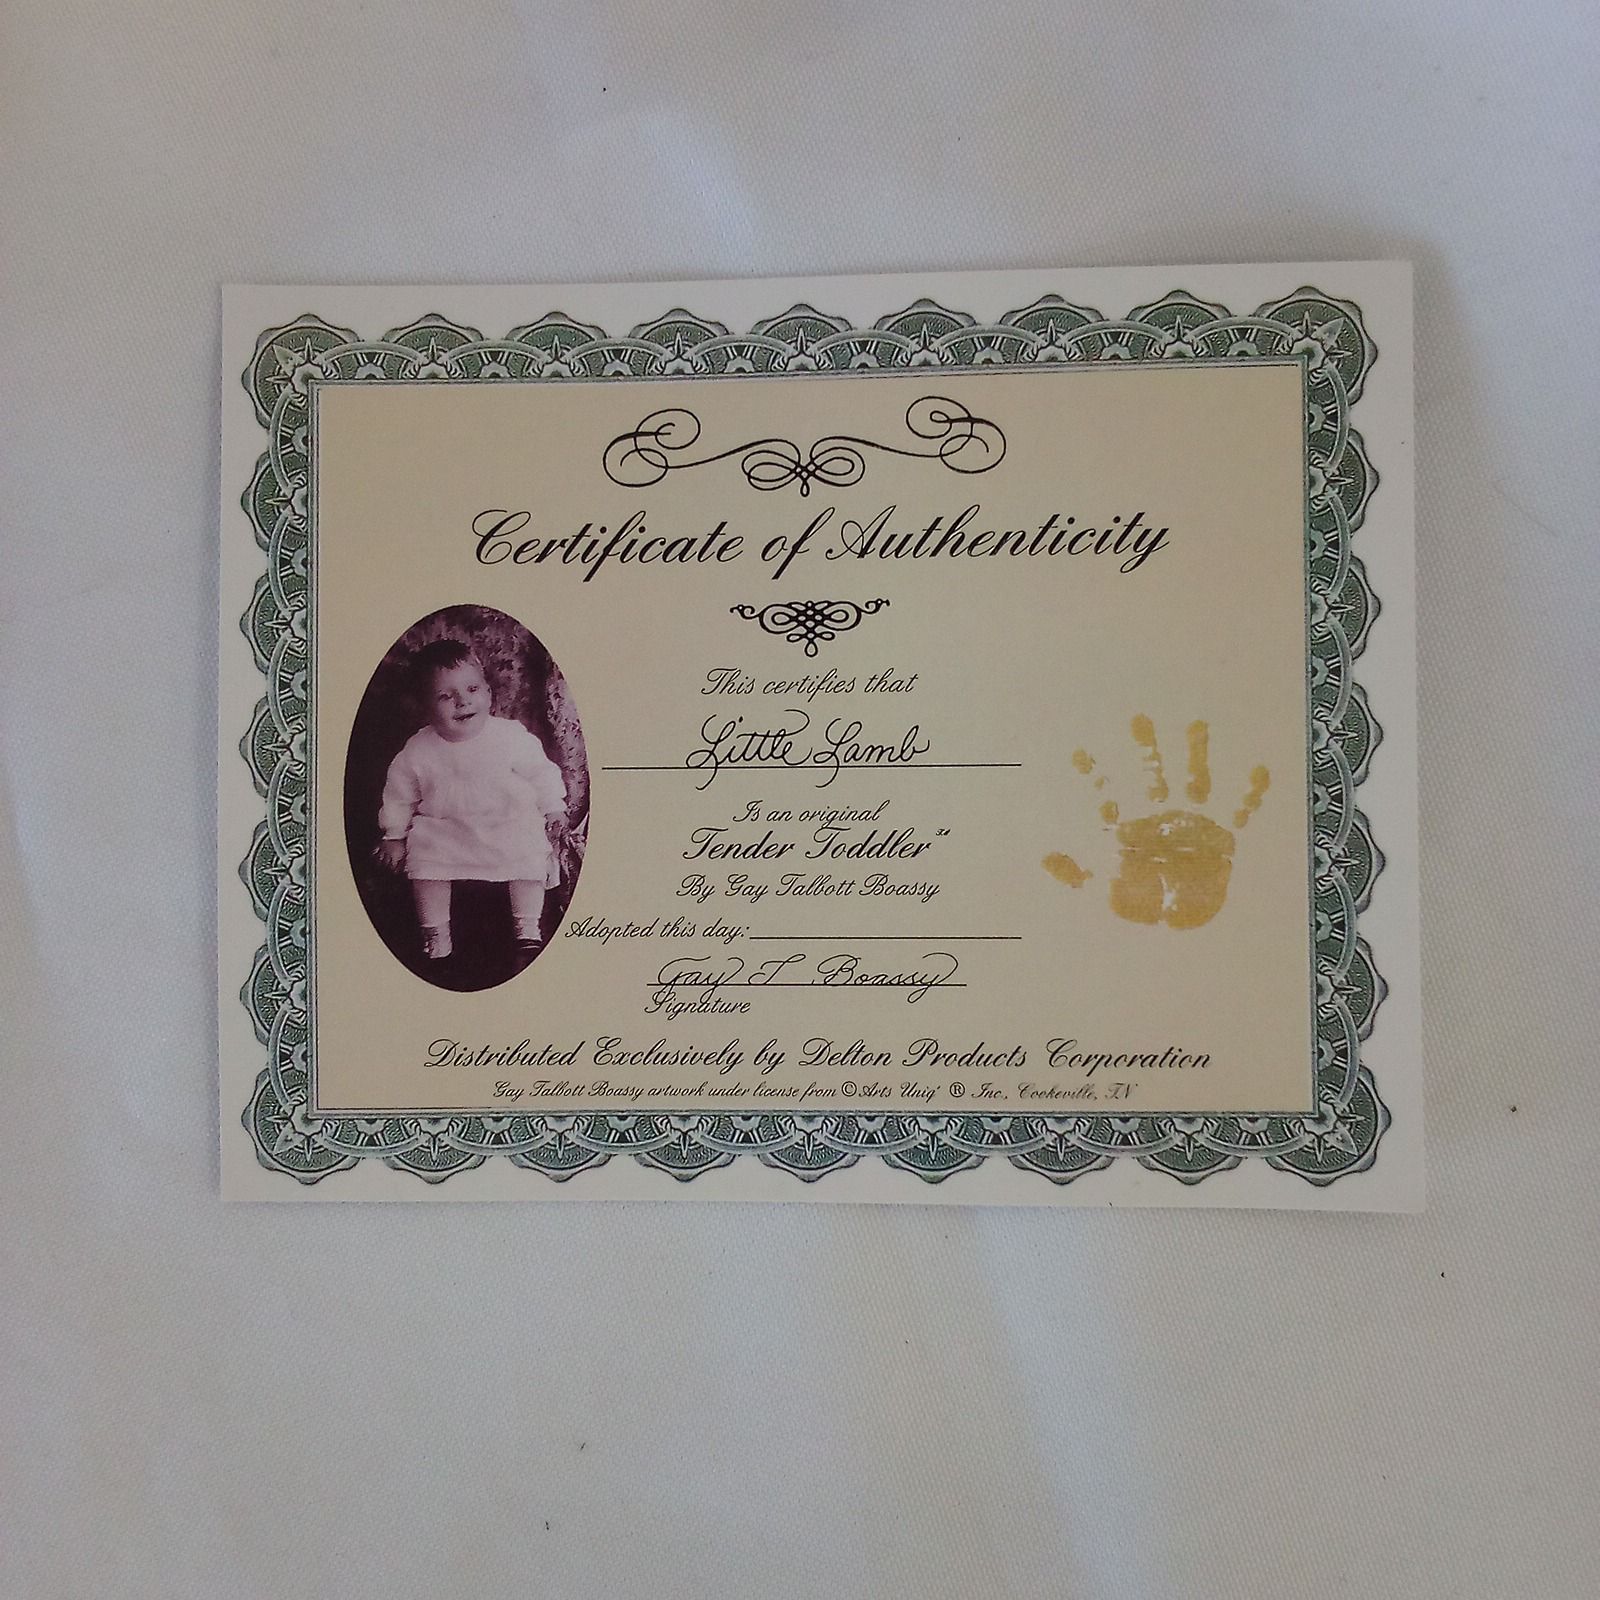 Certificate of Authenticity
This certifies that
Little Lamb
Is an original
Tender Toddler™
By Gay Talbott Boassy
Adopted this day:
Gay T. Boassy
Signature
Distributed Exclusively by Delton Products Corporation
Gay Talbott Boassy artwork under license from © Arts Uniq' ® Inc., Cookeville, TN